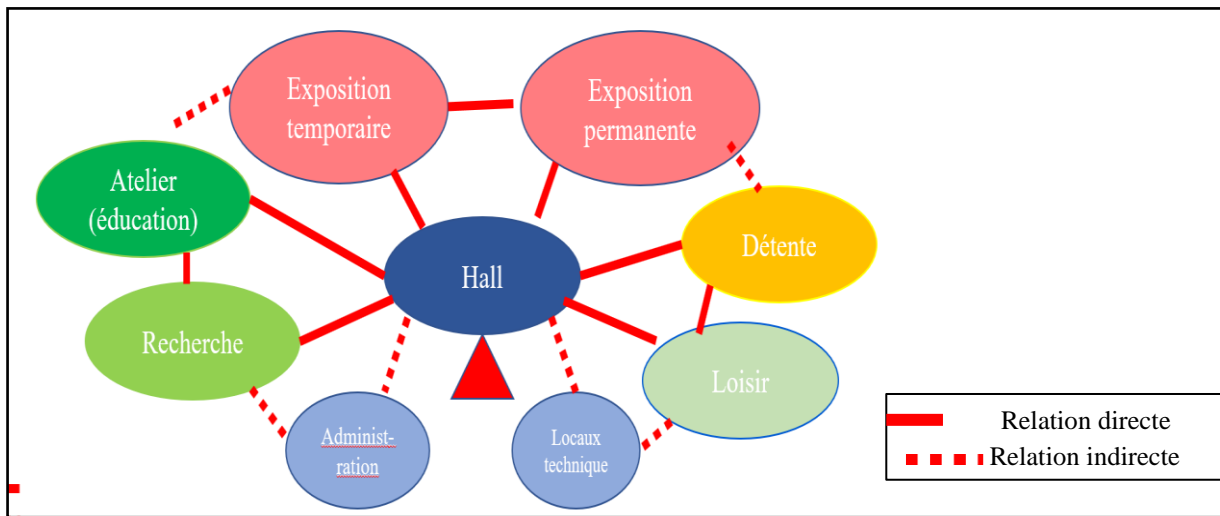 Exposition
temporaire
Exposition
permanente
Atelier
(éducation)
Hall
Détente
Recherche
Loisir
Administ-
ration
Locaux
technique
Relation directe
Relation indirecte